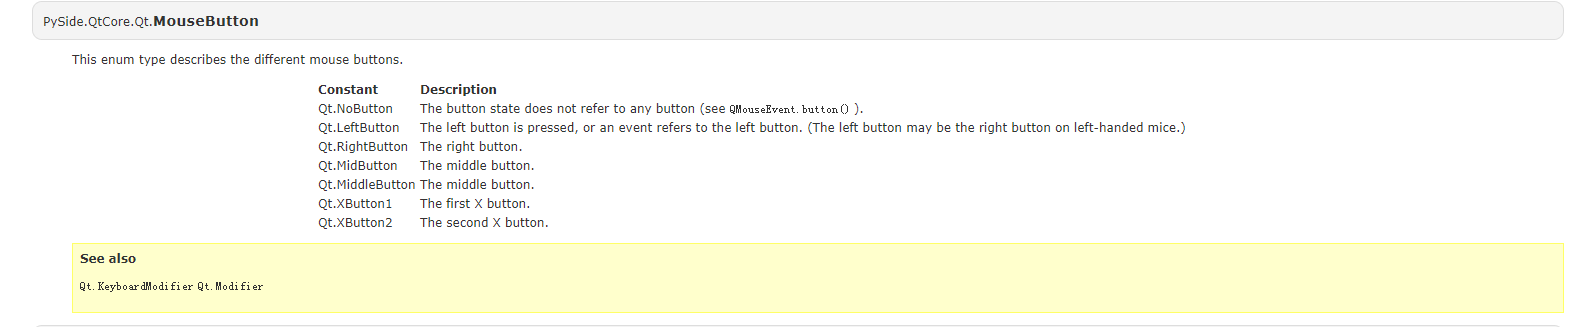 PySide.QtCore.Qt.MouseButton
This enum type describes the different mouse buttons.
Constant Description
Qt.NoButton The button state does not refer to any button (see QMouseEvent.button() ).
Qt.LeftButton The left button is pressed, or an event refers to the left button. (The left button may be the right button on left-handed mice.)
Qt.RightButton The right button.
Qt.MidButton The middle button.
Qt.MiddleButton The middle button.
Qt.XButton1 The first X button.
Qt.XButton2 The second X button.
See also
Qt.KeyboardModifier Qt.Modifier